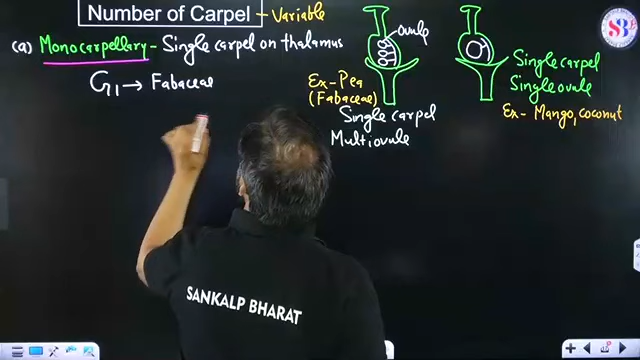 Number of Carpel - Variable
(a) Monocarpellary - Single carpel on thalamus
G1 → Fabaceae
ovule
Ex- Pea
(Fabaceae)
Single carpel
Multiovule
Single carpel
Single ovule
Ex- Mango, coconut
SANKALP BHARAT